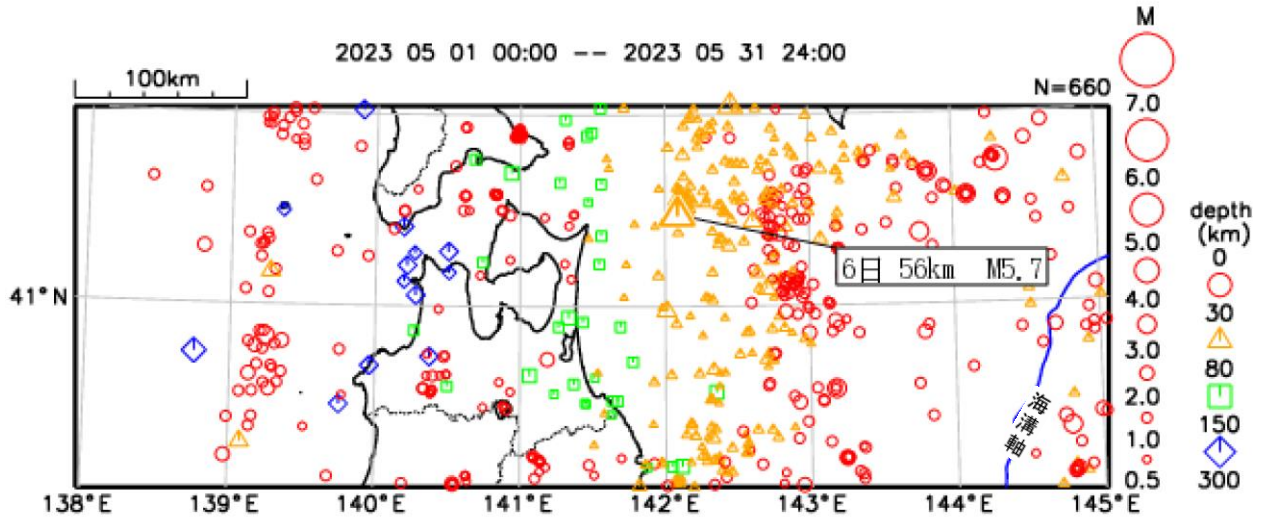 2023 05 01 00:00 -- 2023 05 31 24:00
M
100km
N=660
7.0
6.0
5.0
4.0
3.0
2.0
1.0
0.5
depth
(km)
0
30
80
150
300
6日 56km M5.7
41°N
海溝軸
138°E
139°E
140°E
141°E
142°E
143°E
144°E
145°E